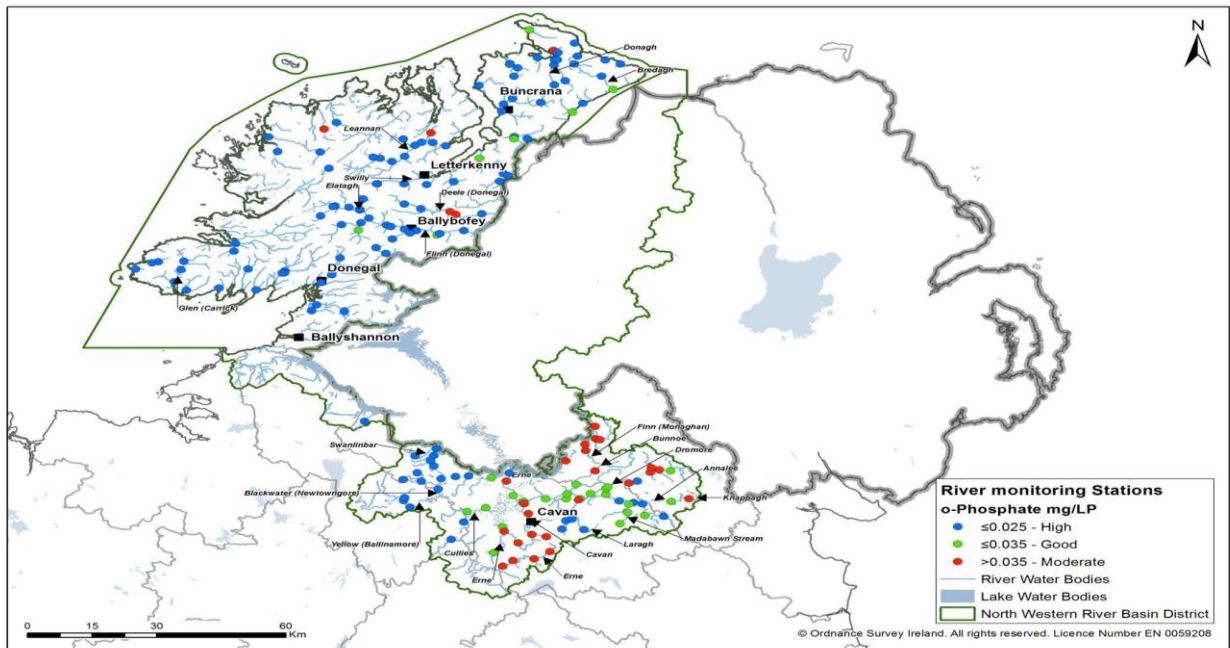 N
Donagh
Bredagh
Buncrana
Leannan
Letterkenny
Swilly
Elatagh
Deele (Donegal)
Ballybofey
Finn (Donegal)
Donegal
Glen (Carrick)
Ballyshannon
Finn (Monaghan)
Bunnoe
Dromore
Swanlinbar
Annalee
Erne
Blackwater (Newtowngore)
Knappagh
Cavan
Yellow (Ballinamore)
Cullies
Madabawn Stream
Laragh
Cavan
Erne
Erne
River monitoring Stations
o-Phosphate mg/LP
≤0.025 - High
≤0.035 - Good
>0.035 - Moderate
River Water Bodies
Lake Water Bodies
North Western River Basin District
0 7.5 15 30 60
Km
© Ordnance Survey Ireland. All rights reserved. Licence Number EN 0059208